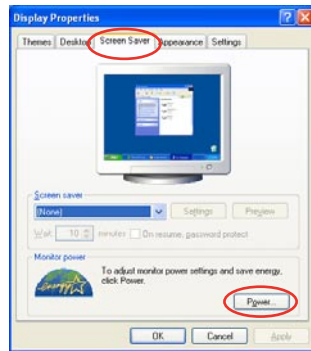 Display Properties
Themes Desktop Screen Saver Appearance Settings
Screen saver
(None) Settings Preview
Wait: 10 minutes On resume, password protect
Monitor power
To adjust monitor power settings and save energy,
click Power.
Power...
OK Cancel Apply